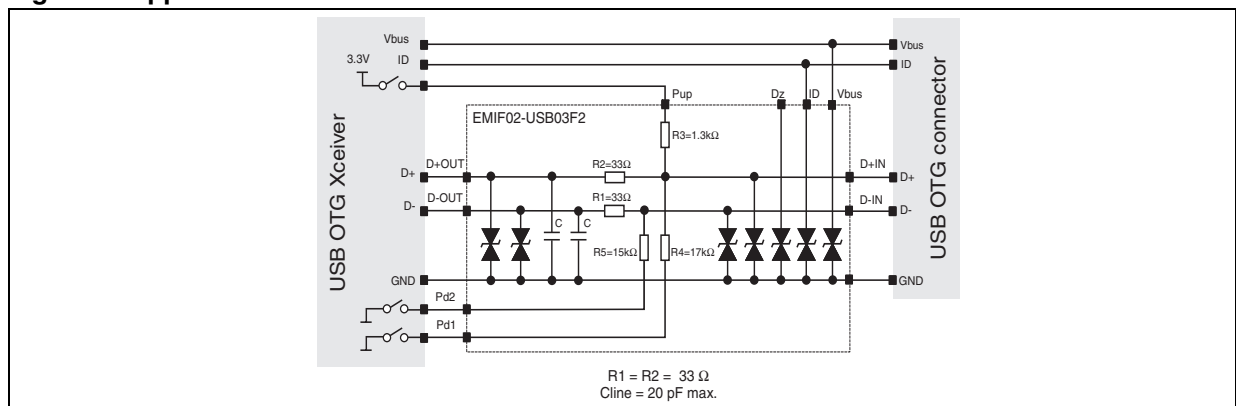 Vbus
Vbus
3.3V
ID
ID
Pup
Dz
ID
Vbus
EMIF02-USB03F2
R3=1.3kΩ
USB OTG Xceiver
USB OTG connector
D+
D+OUT
R2=33Ω
D+IN
D+
D-
D-OUT
R1=33Ω
D-IN
D-
C
C
R5=15kΩ
R4=17kΩ
GND
GND
Pd2
Pd1
R1 = R2 = 33 Ω
Cline = 20 pF max.